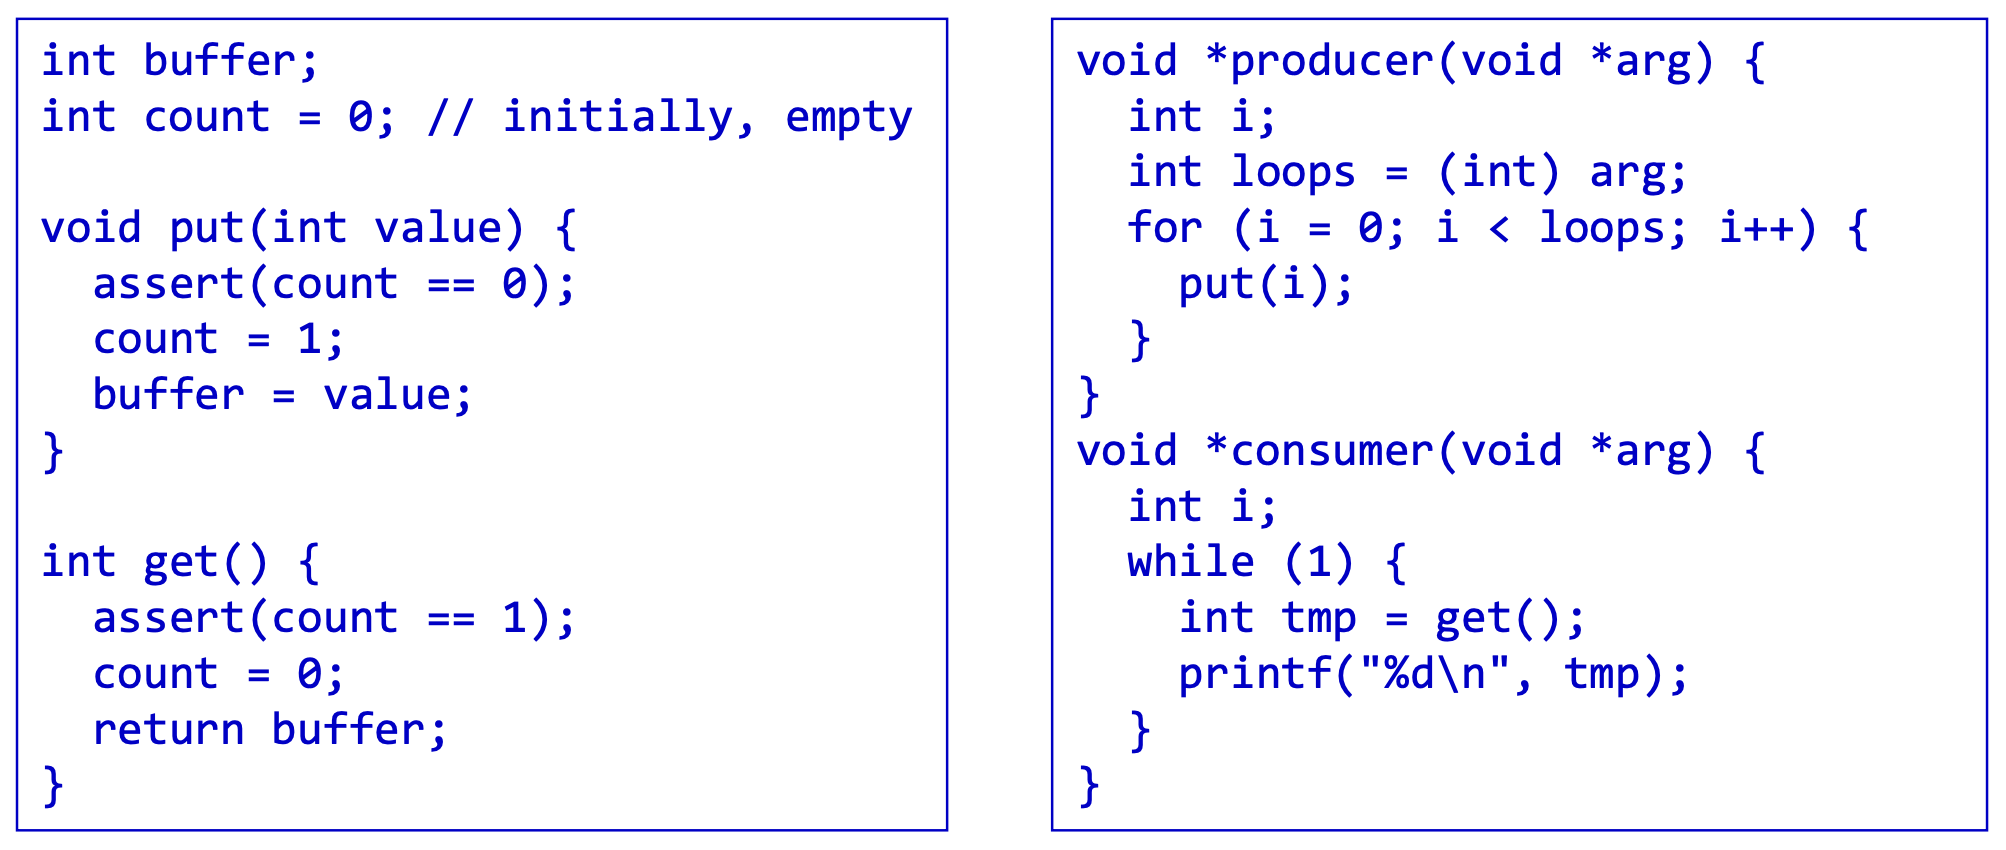 int buffer;
int count = 0; // initially, empty

void put(int value) {
  assert(count == 0);
  count = 1;
  buffer = value;
}

int get() {
  assert(count == 1);
  count = 0;
  return buffer;
}

void *producer(void *arg) {
  int i;
  int loops = (int) arg;
  for (i = 0; i < loops; i++) {
    put(i);
  }
}
void *consumer(void *arg) {
  int i;
  while (1) {
    int tmp = get();
    printf("%d\n", tmp);
  }
}